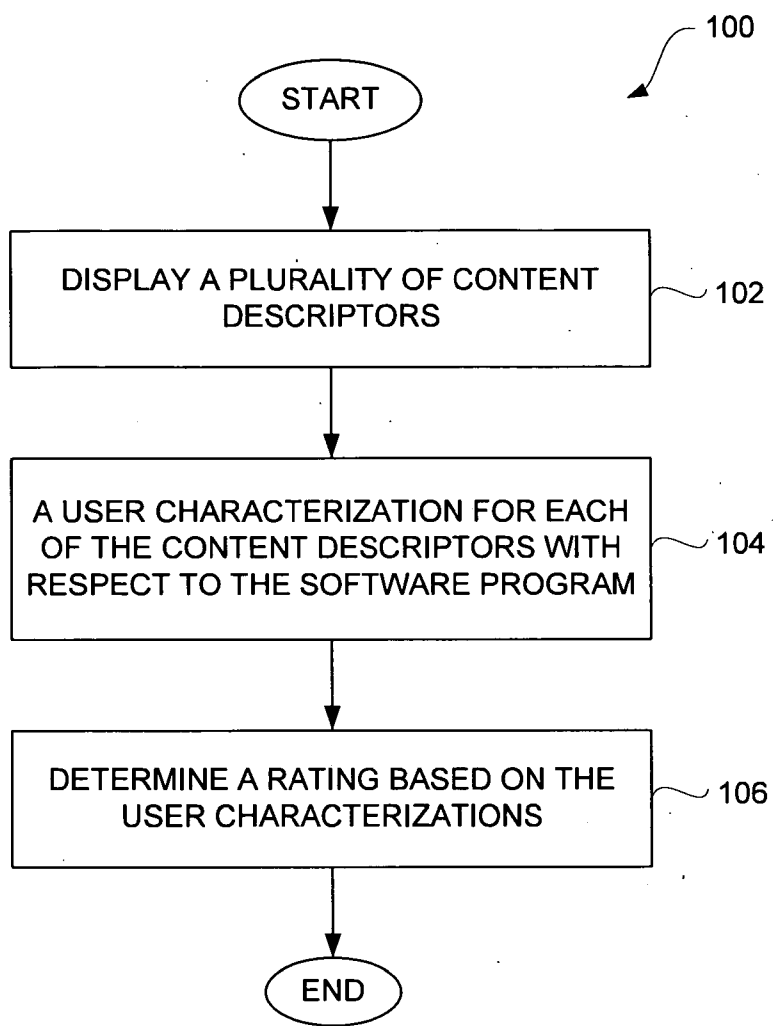 100
START
DISPLAY A PLURALITY OF CONTENT
DESCRIPTORS
102
A USER CHARACTERIZATION FOR EACH
OF THE CONTENT DESCRIPTORS WITH
RESPECT TO THE SOFTWARE PROGRAM
104
DETERMINE A RATING BASED ON THE
USER CHARACTERIZATIONS
106
END